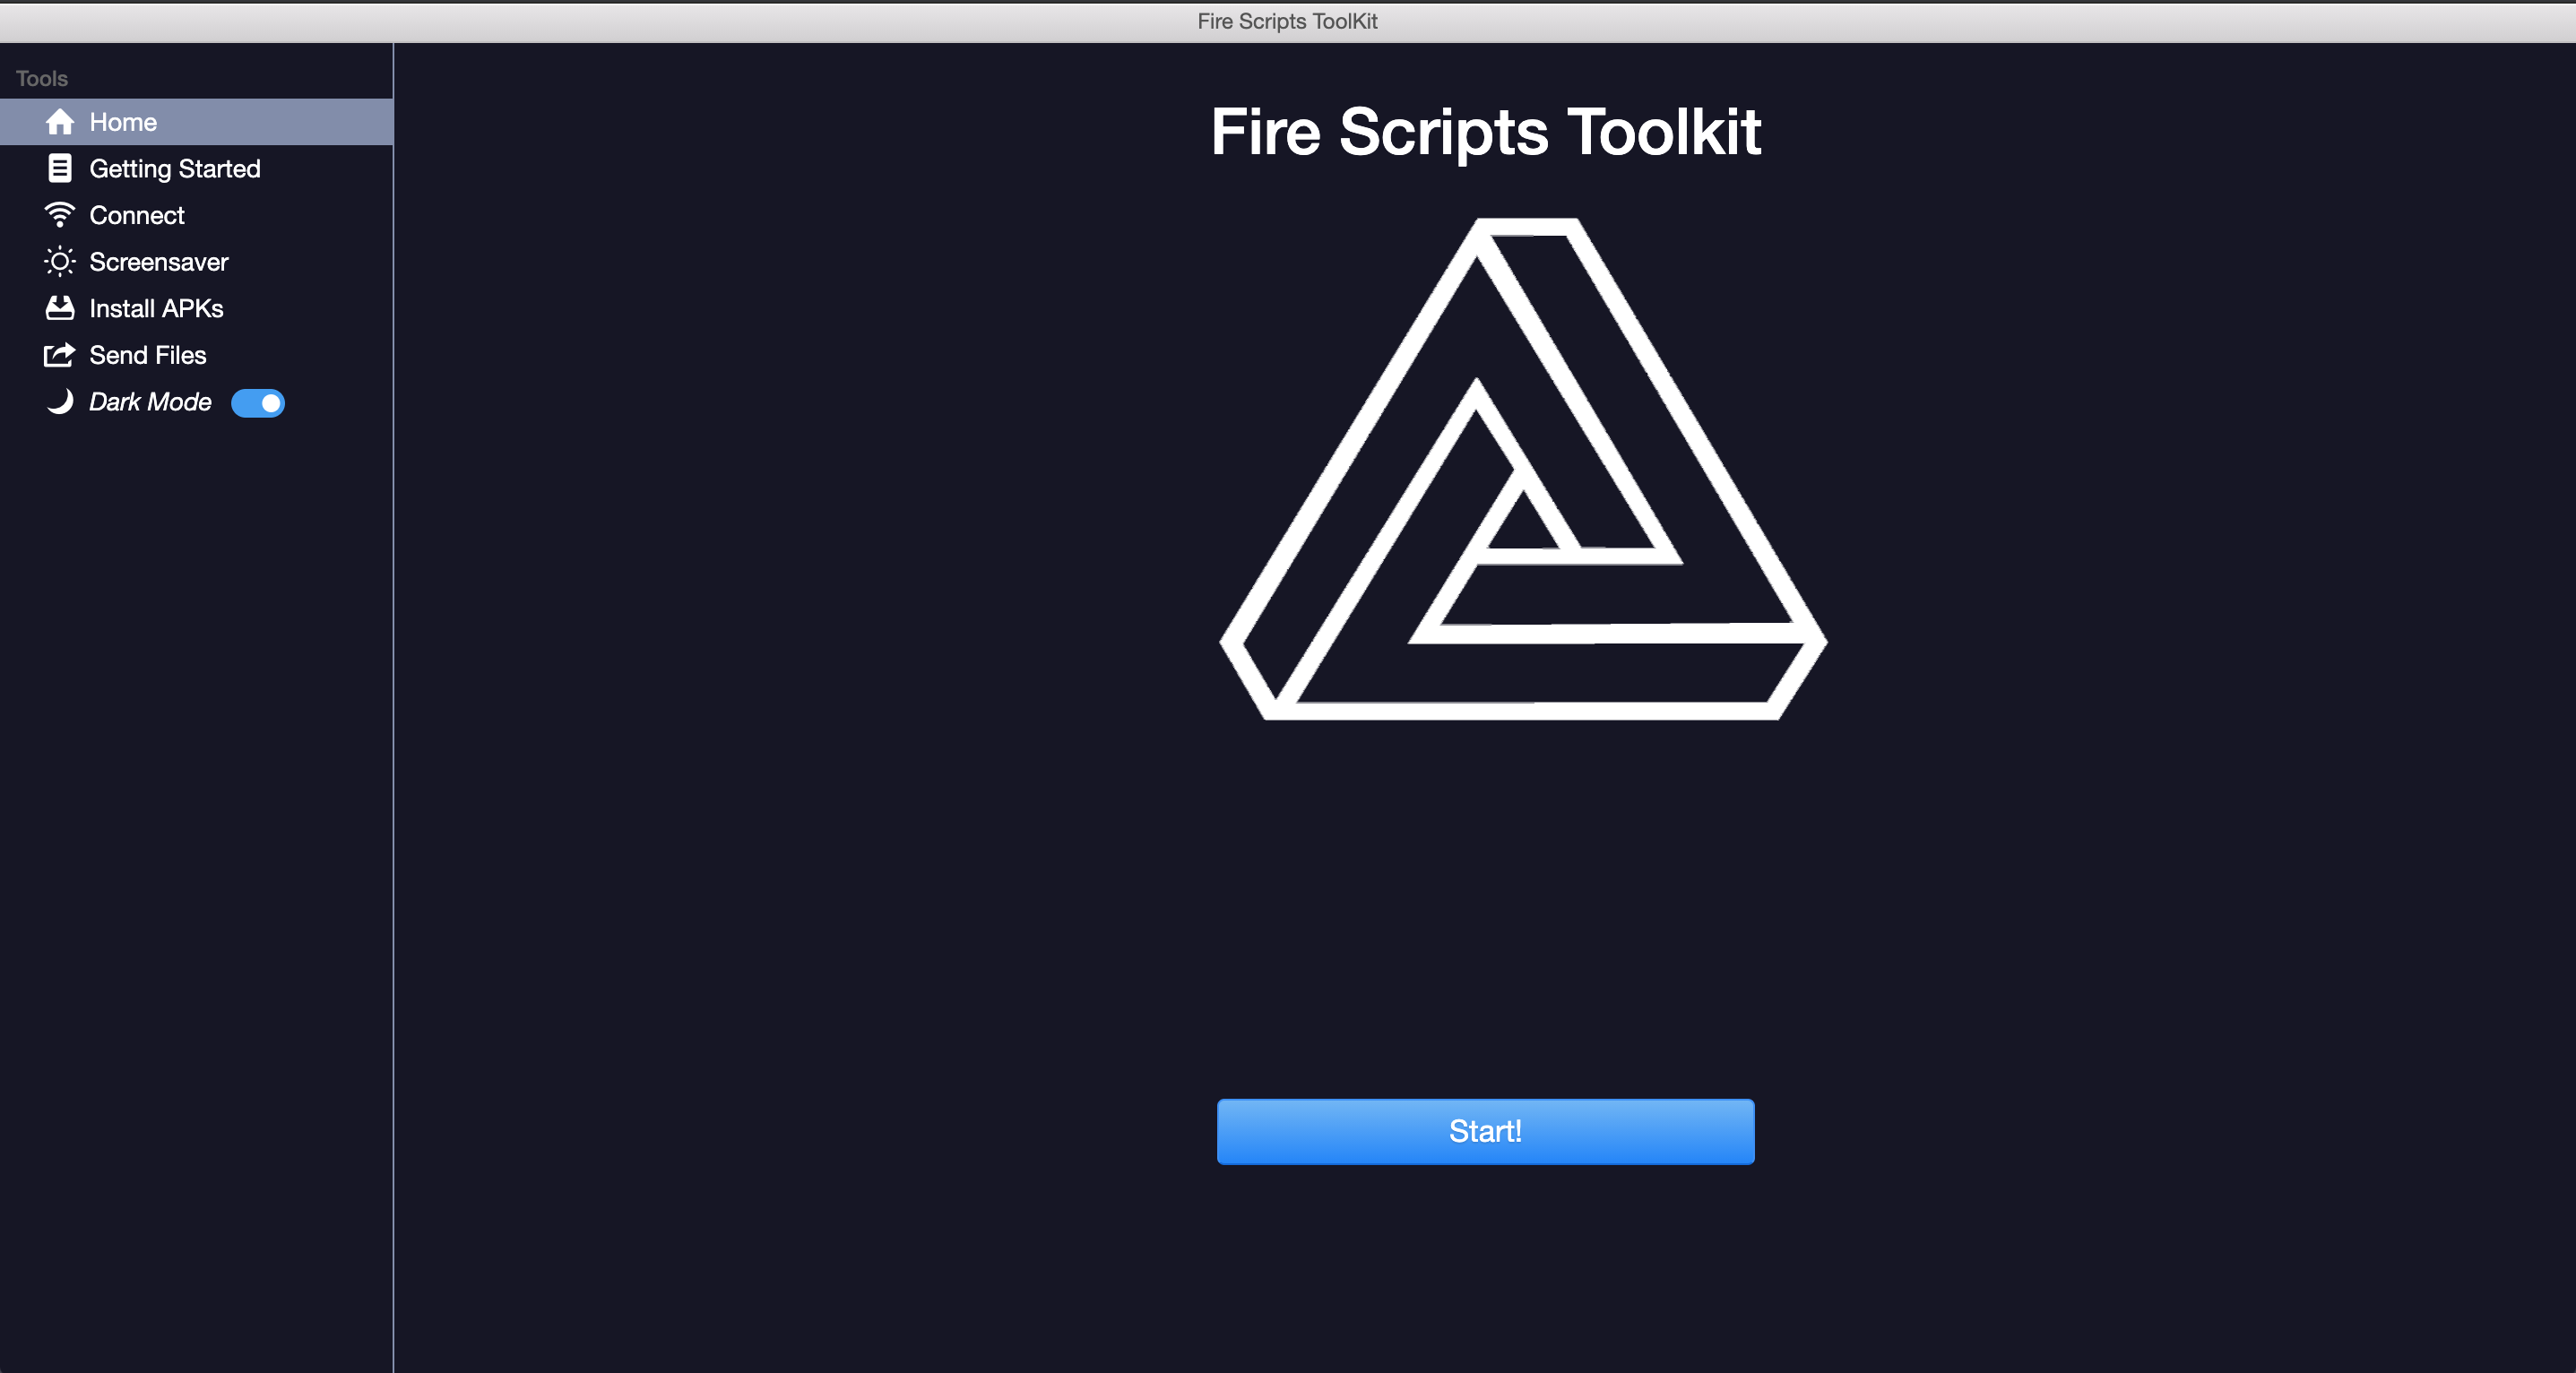 Fire Scripts ToolKit
Tools
Home
Getting Started
Connect
Screensaver
Install APKs
Send Files
Dark Mode
Fire Scripts Toolkit
Start!